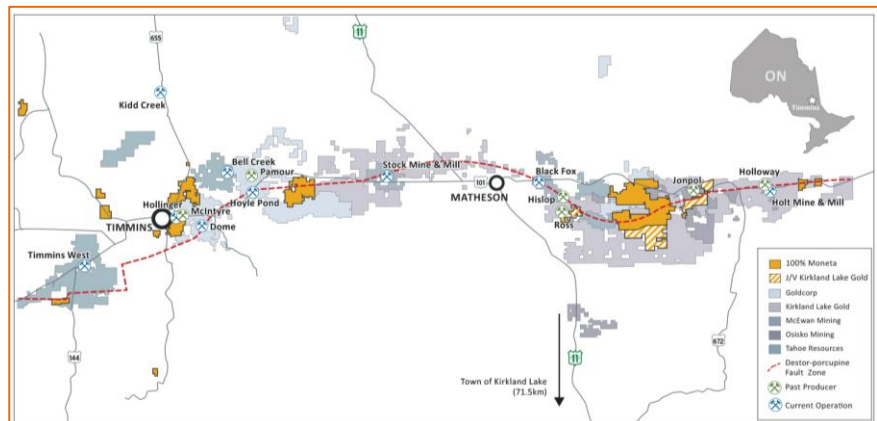 655
11
ON
Timmins
Kidd Creek
Bell Creek
Pamour
Stock Mine & Mill
Black Fox
Jonpol
Holloway
101
MATHESON
Hollinger
McIntyre
Hoyle Pond
Hislop
Holt Mine & Mill
TIMMINS
Dome
Ross
Timmins West
100% Moneta
J/V Kirkland Lake Gold
Goldcorp
Kirkland Lake Gold
McEwan Mining
Osisko Mining
Tahoe Resources
Destor-porcupine
Fault Zone
Past Producer
Current Operation
144
11
672
Town of Kirkland Lake
(71.5km)